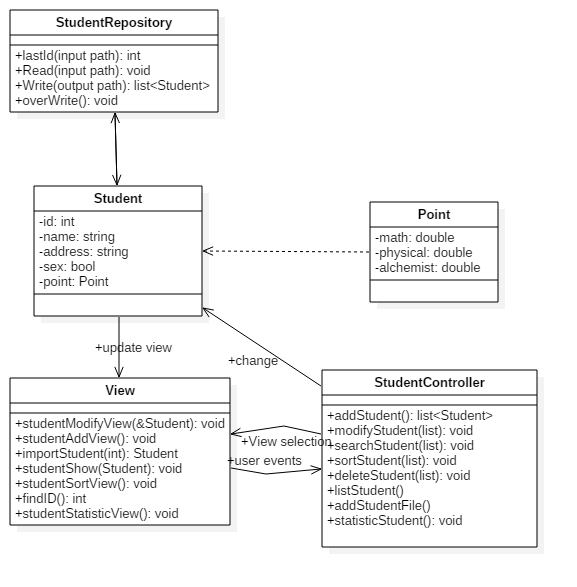 StudentRepository
+lastId(input path): int
+Read(input path): void
+Write(output path): list<Student>
+overWrite(): void
Student
-id: int
-name: string
-address: string
-sex: bool
-point: Point
Point
-math: double
-physical: double
-alchemist: double
+update view
+change
View
+studentModifyView(&Student): void
+studentAddView(): void
+importStudent(int): Student
+studentShow(Student): void
+studentSortView(): void
+findID(): int
+studentStatisticView(): void
+View selection
+user events
StudentController
+addStudent(): list<Student>
+modifyStudent(list): void
+searchStudent(list): void
+sortStudent(list): void
+deleteStudent(list): void
+listStudent()
+addStudentFile()
+statisticStudent(): void